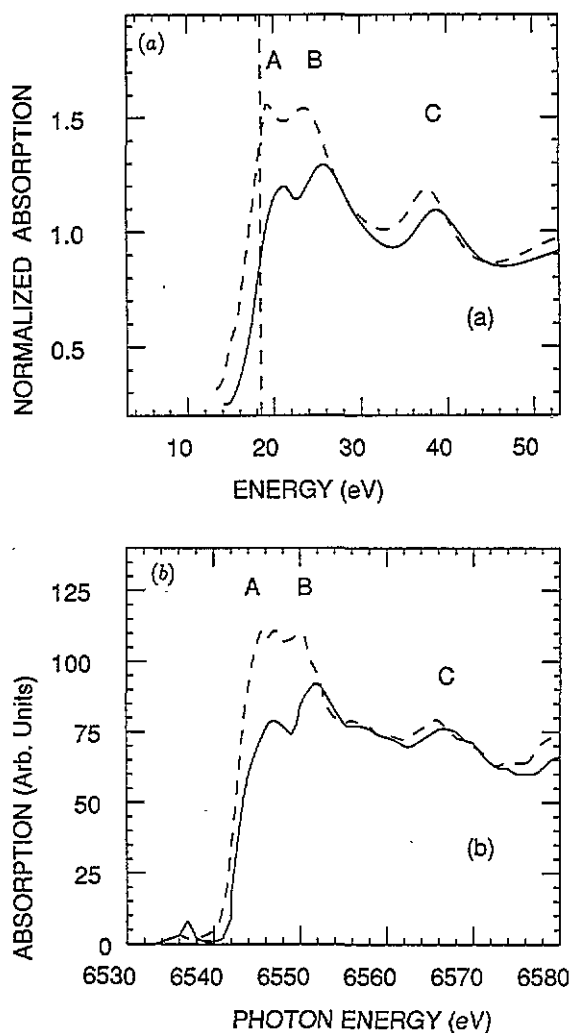 (a)
A B
C
1.5
1.0
0.5
NORMALIZED ABSORPTION
(a)
10 20 30 40 50
ENERGY (eV)
(b)
A B
C
125
100
75
50
25
0
ABSORPTION (Arb. Units)
(b)
6530 6540 6550 6560 6570 6580
PHOTON ENERGY (eV)